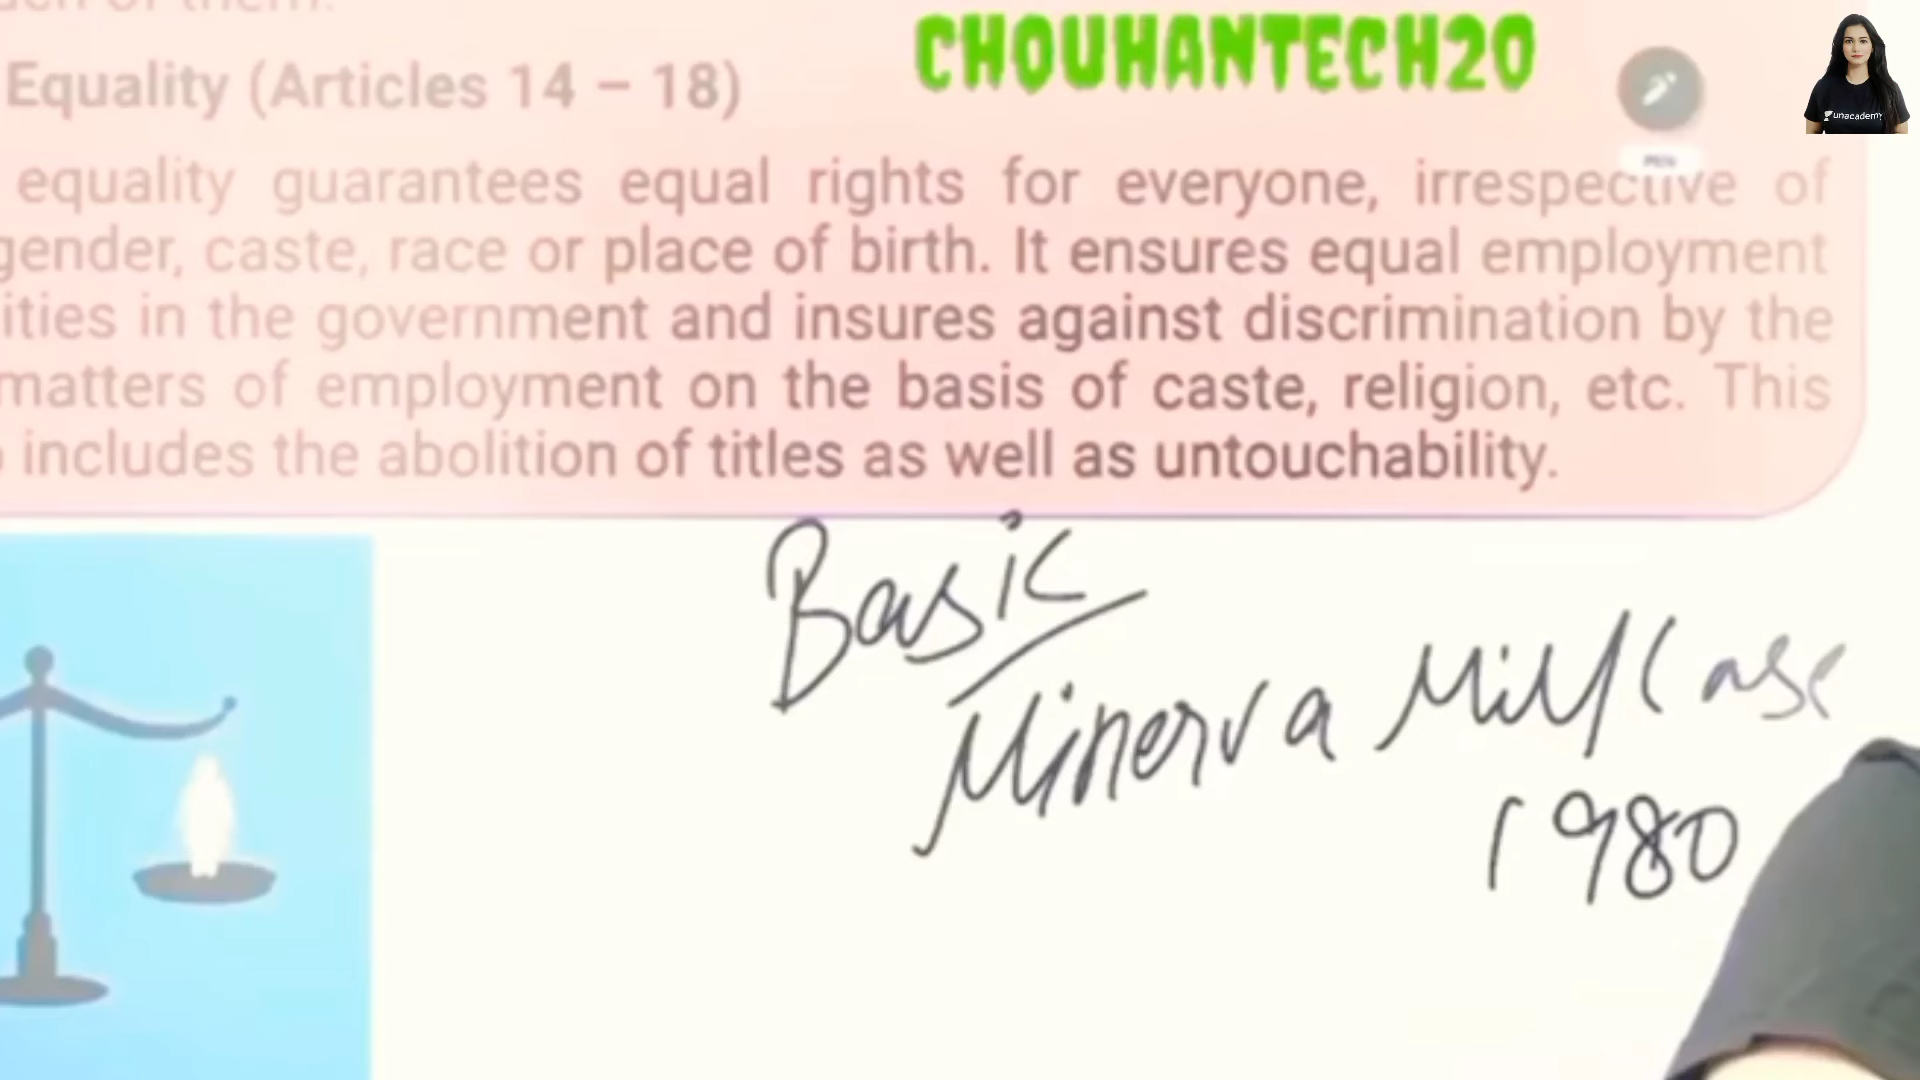 them.
Equality (Articles 14 – 18)
CHOUHANTECH20
PEN
unacademy
equality guarantees equal rights for everyone, irrespective of
gender, caste, race or place of birth. It ensures equal employment
ities in the government and insures against discrimination by the
matters of employment on the basis of caste, religion, etc. This
includes the abolition of titles as well as untouchability.
Basic
Minerva Mill Case
1980